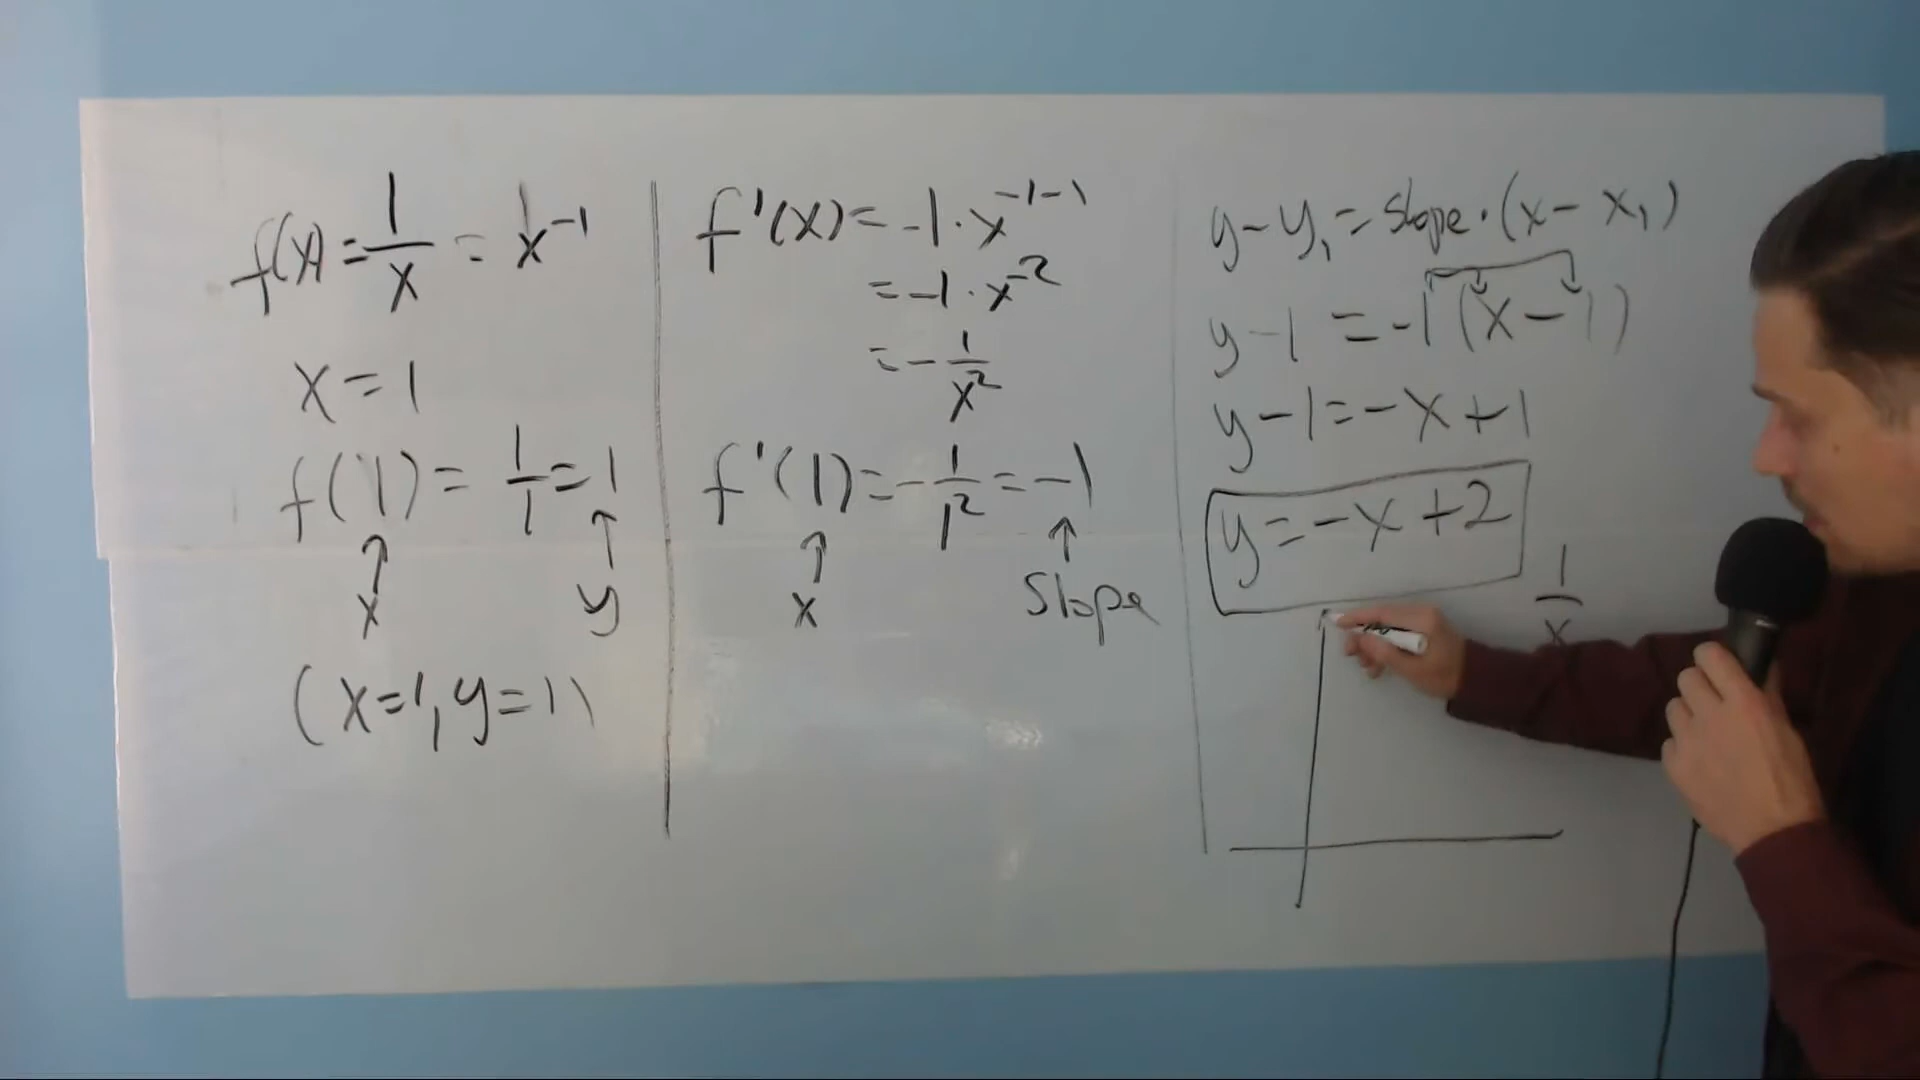 f(x) = 1/x = x^-1
x = 1
f(1) = 1/1 = 1
x y
(x=1, y=1)
f'(x) = -1 · x^-1-1
= -1 · x^-2
= - 1/x^2
f'(1) = - 1/1^2 = -1
x Slope
y - y₁ = slope · (x - x₁)
y - 1 = -1 (x - 1)
y - 1 = -x + 1
y = -x + 2
1/x